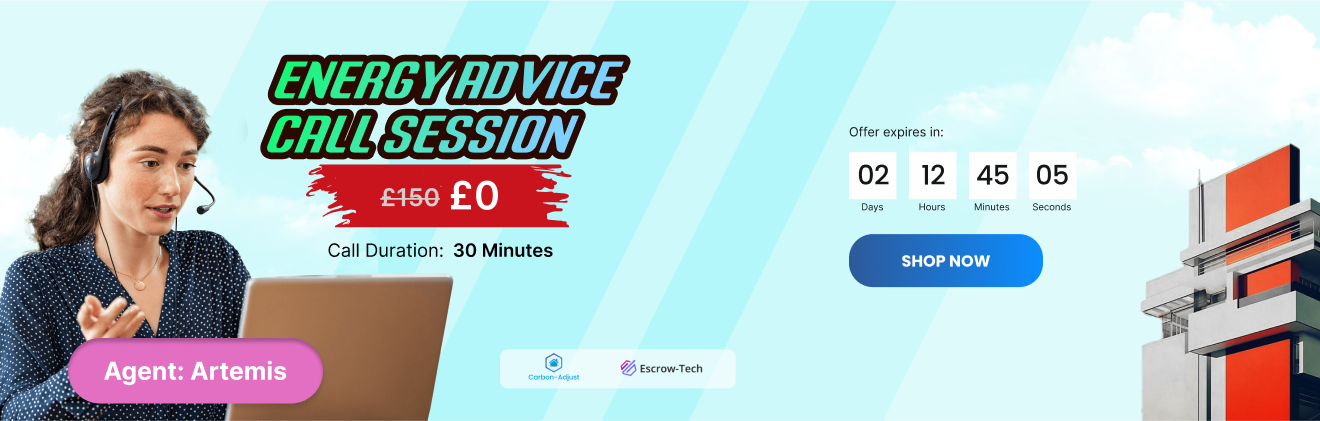 ENERGY ADVICE
CALL SESSION
£150 £0
Call Duration: 30 Minutes
Agent: Artemis
Carbon-Adjust
Escrow-Tech
Offer expires in:
02 12 45 05
Days Hours Minutes Seconds
SHOP NOW